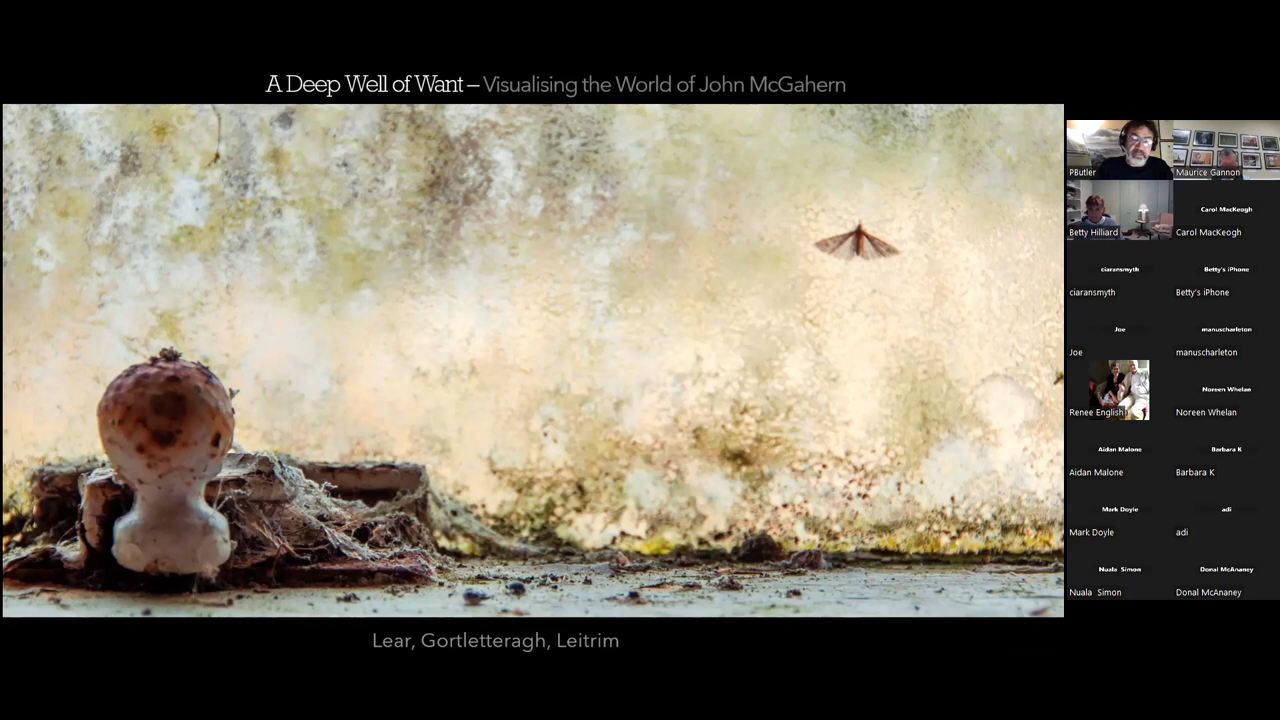 A Deep Well of Want – Visualising the World of John McGahern
Lear, Gortletteragh, Leitrim
PButler
Maurice Gannon
Betty Hilliard
Carol MacKeogh
Carol MacKeogh
ciaransmyth
ciaransmyth
Betty's iPhone
Betty's iPhone
Joe
Joe
manuscharleton
manuscharleton
Renee English
Noreen Whelan
Noreen Whelan
Aidan Malone
Aidan Malone
Barbara K
Barbara K
Mark Doyle
Mark Doyle
adi
adi
Nuala Simon
Nuala Simon
Donal McAnaney
Donal McAnaney